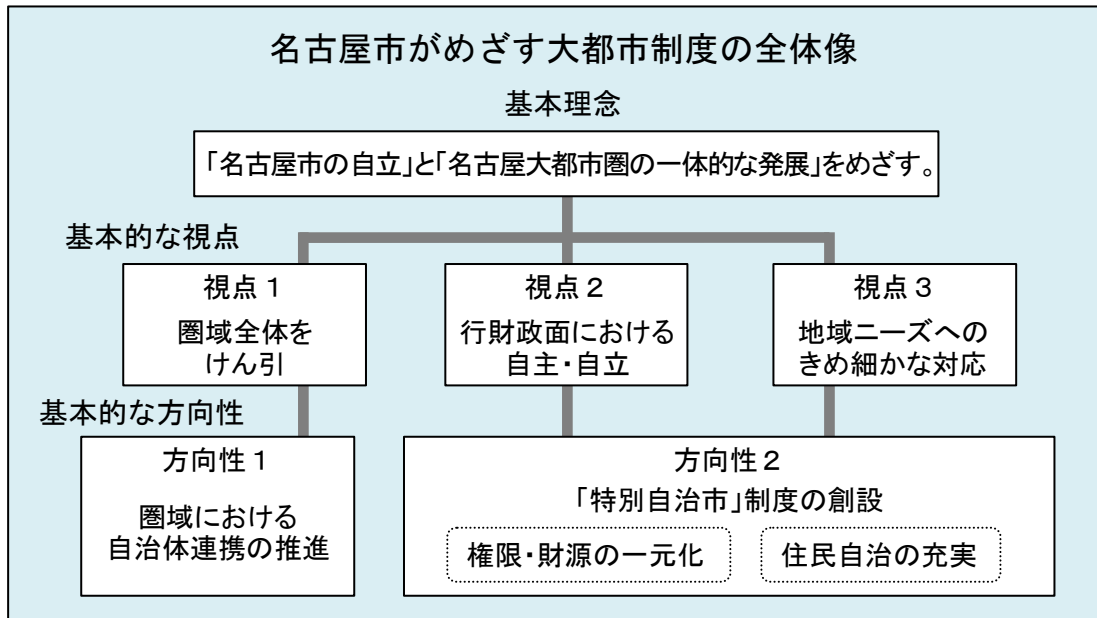 名古屋市がめざす大都市制度の全体像
基本理念
「名古屋市の自立」と「名古屋大都市圏の一体的な発展」をめざす。
基本的な視点
視点１
圏域全体を
けん引
視点２
行財政面における
自主・自立
視点３
地域ニーズへの
きめ細かな対応
基本的な方向性
方向性１
圏域における
自治体連携の推進
方向性２
「特別自治市」制度の創設
権限・財源の一元化
住民自治の充実